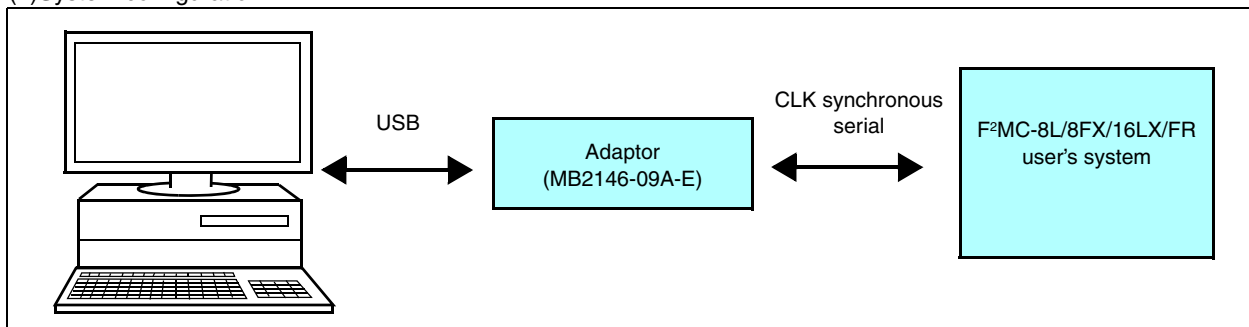 USB
Adaptor
(MB2146-09A-E)
CLK synchronous
serial
F²MC-8L/8FX/16LX/FR
user's system